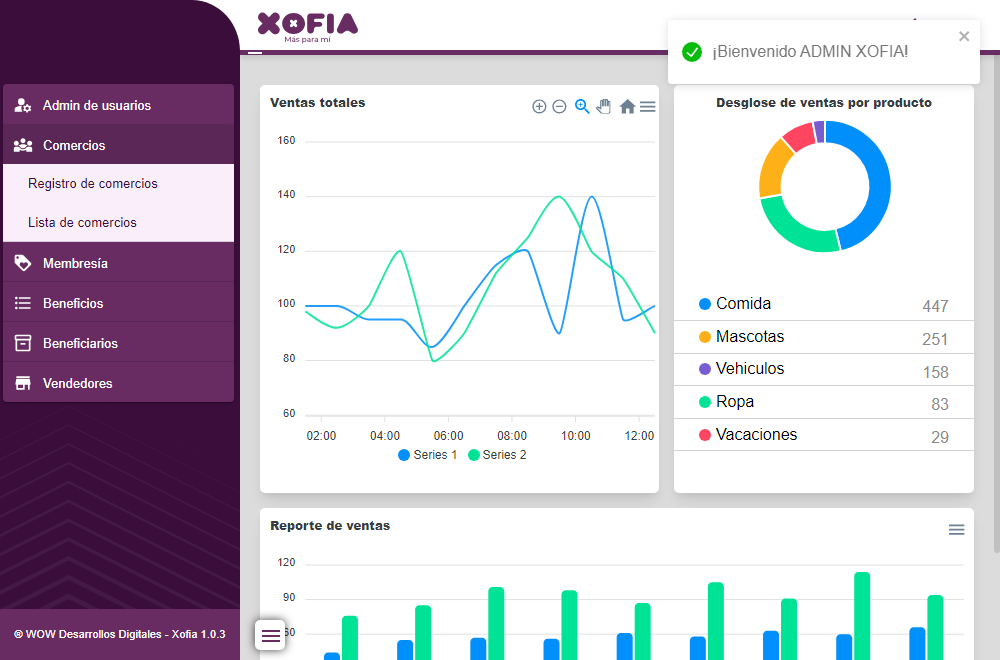 XOFIA
Más para mí
¡Bienvenido ADMIN XOFIA!
Admin de usuarios
Comercios
Registro de comercios
Lista de comercios
Membresía
Beneficios
Beneficiarios
Vendedores
® WOW Desarrollos Digitales - Xofia 1.0.3
Ventas totales
160
140
120
100
80
60
02:00 04:00 06:00 08:00 10:00 12:00
Series 1 Series 2
Desglose de ventas por producto
Comida 447
Mascotas 251
Vehiculos 158
Ropa 83
Vacaciones 29
Reporte de ventas
120
90
60